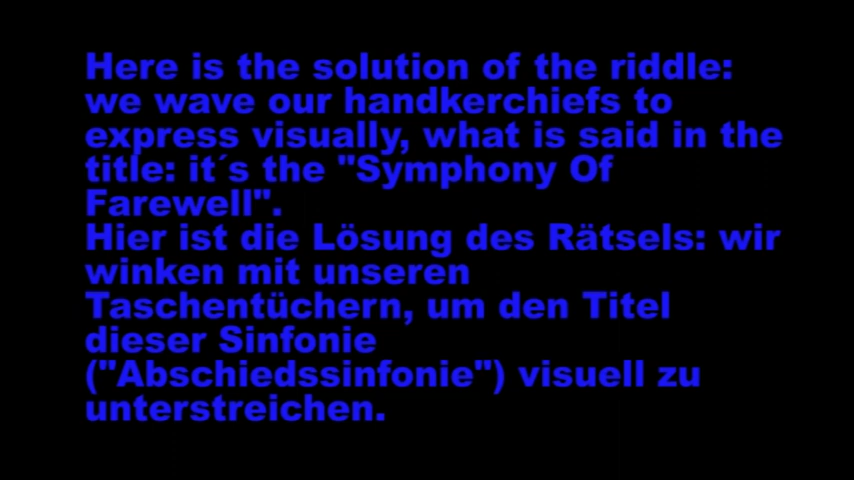 Here is the solution of the riddle:
we wave our handkerchiefs to
express visually, what is said in the
title: it´s the "Symphony Of
Farewell".
Hier ist die Lösung des Rätsels: wir
winken mit unseren
Taschentüchern, um den Titel
dieser Sinfonie
("Abschiedssinfonie") visuell zu
unterstreichen.